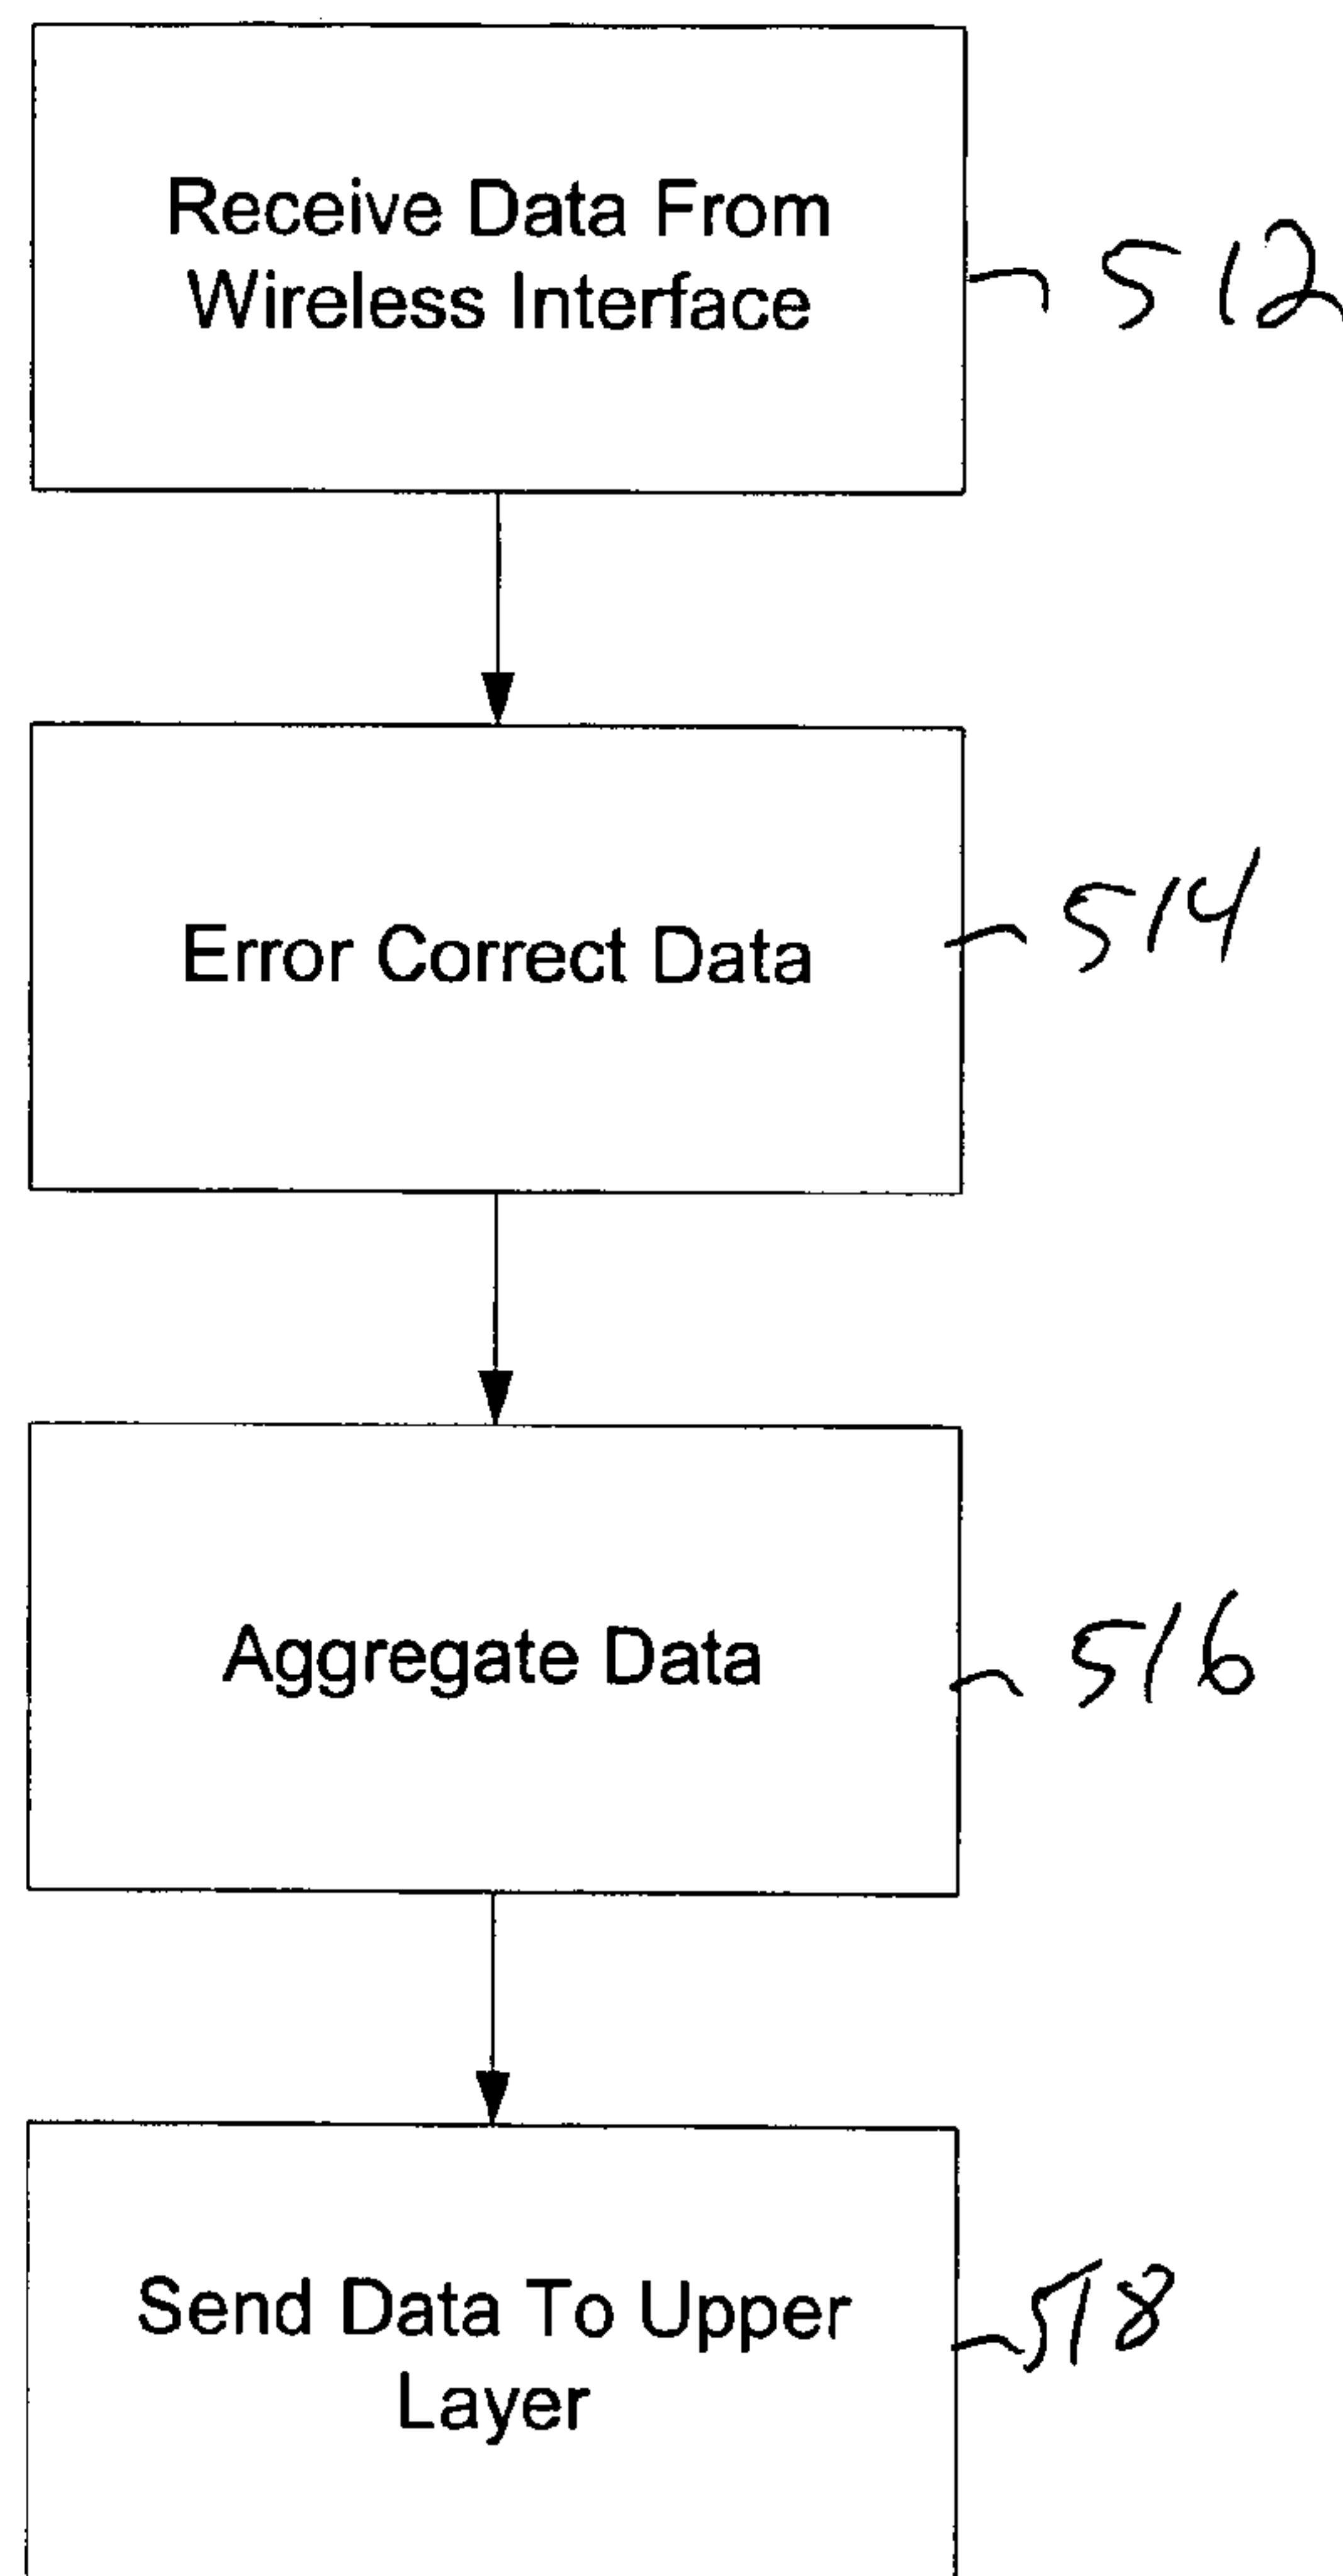 Receive Data From
Wireless Interface
512
Error Correct Data
514
Aggregate Data
516
Send Data To Upper
Layer
518